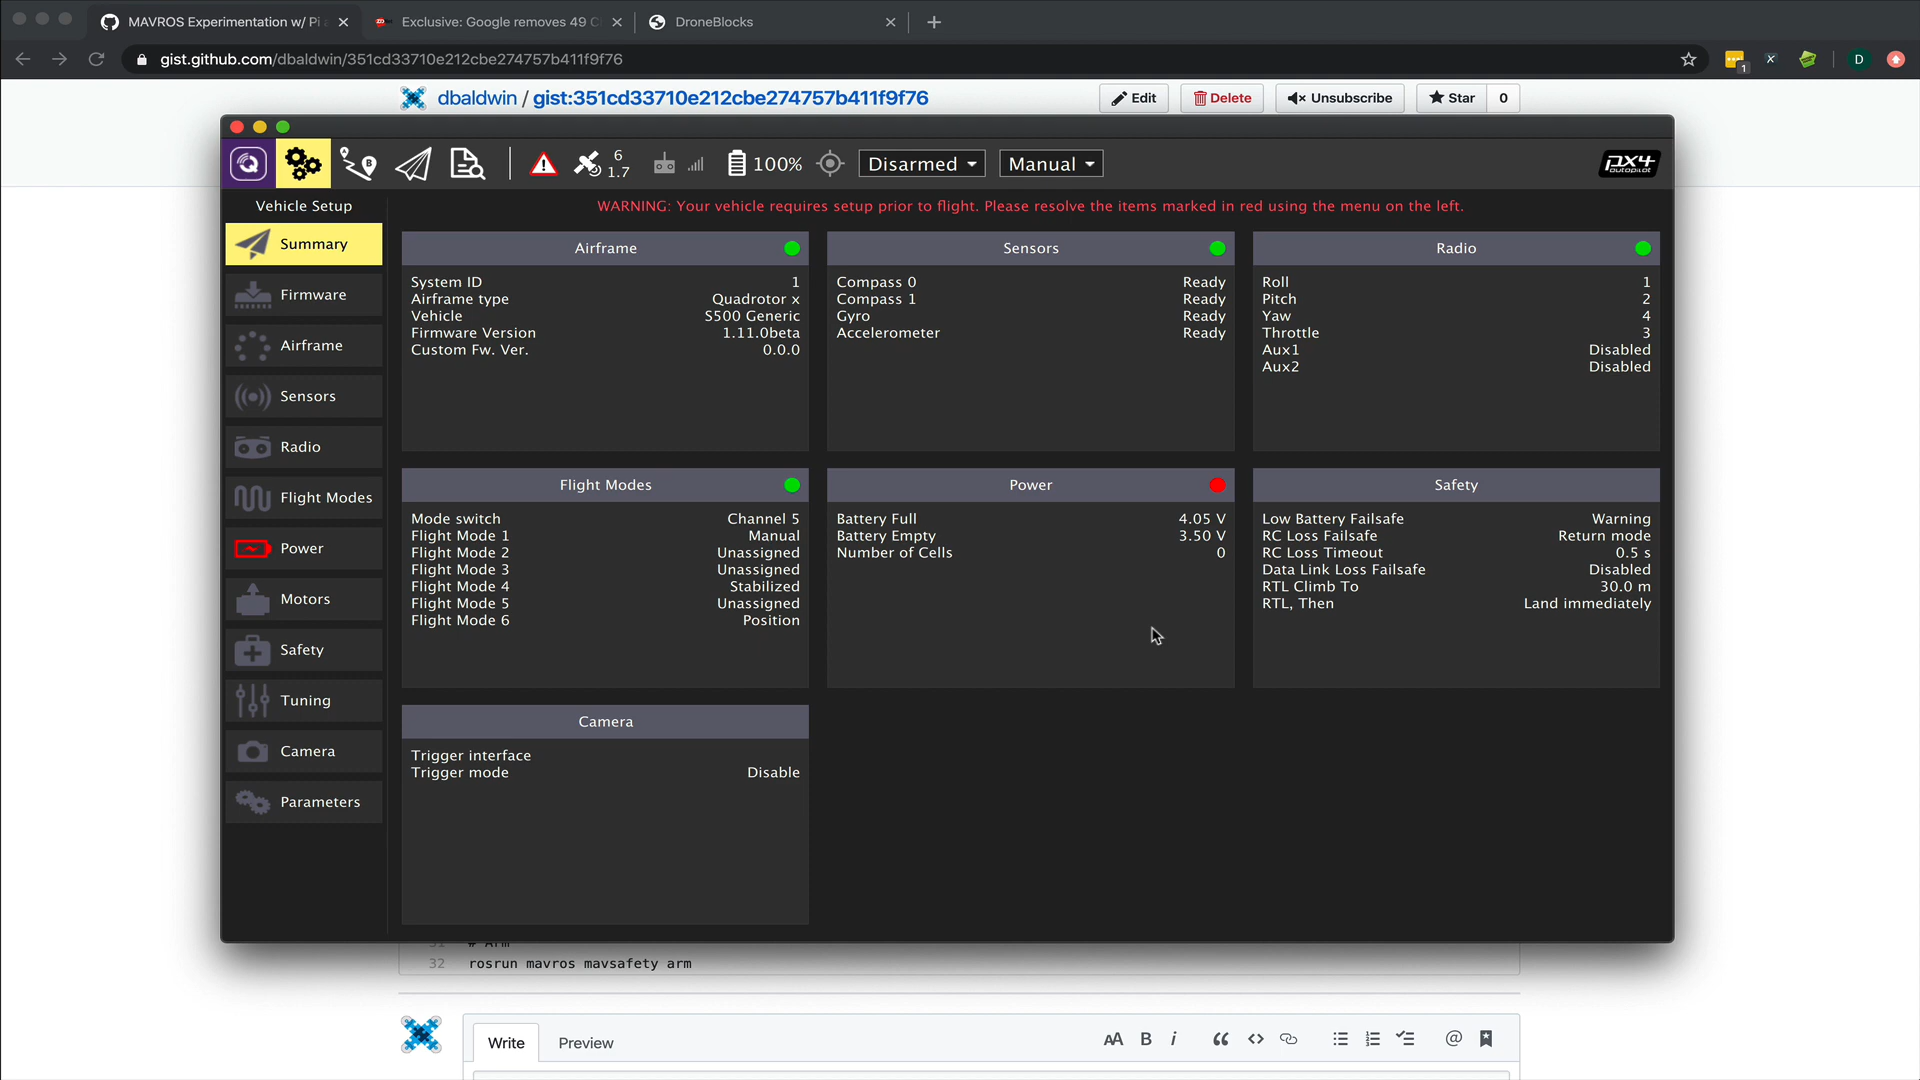 MAVROS Experimentation w/ Pi
Exclusive: Google removes 49 C
DroneBlocks
gist.github.com/dbaldwin/351cd33710e212cbe274757b411f9f76
1
D
dbaldwin / gist:351cd33710e212cbe274757b411f9f76
Edit
Delete
Unsubscribe
Star
0
6
1.7
100%
Disarmed
Manual
PX4
autopilot
Vehicle Setup
WARNING: Your vehicle requires setup prior to flight. Please resolve the items marked in red using the menu on the left.
Summary
Firmware
Airframe
Sensors
Radio
Flight Modes
Power
Motors
Safety
Tuning
Camera
Parameters
Airframe
System ID 1
Airframe type Quadrotor x
Vehicle S500 Generic
Firmware Version 1.11.0beta
Custom Fw. Ver. 0.0.0
Sensors
Compass 0 Ready
Compass 1 Ready
Gyro Ready
Accelerometer Ready
Radio
Roll 1
Pitch 2
Yaw 4
Throttle 3
Aux1 Disabled
Aux2 Disabled
Flight Modes
Mode switch Channel 5
Flight Mode 1 Manual
Flight Mode 2 Unassigned
Flight Mode 3 Unassigned
Flight Mode 4 Stabilized
Flight Mode 5 Unassigned
Flight Mode 6 Position
Power
Battery Full 4.05 V
Battery Empty 3.50 V
Number of Cells 0
Safety
Low Battery Failsafe Warning
RC Loss Failsafe Return mode
RC Loss Timeout 0.5 s
Data Link Loss Failsafe Disabled
RTL Climb To 30.0 m
RTL, Then Land immediately
Camera
Trigger interface
Trigger mode Disable
31 # Arm
32 rosrun mavros mavsafety arm
Write
Preview
AA B i
@